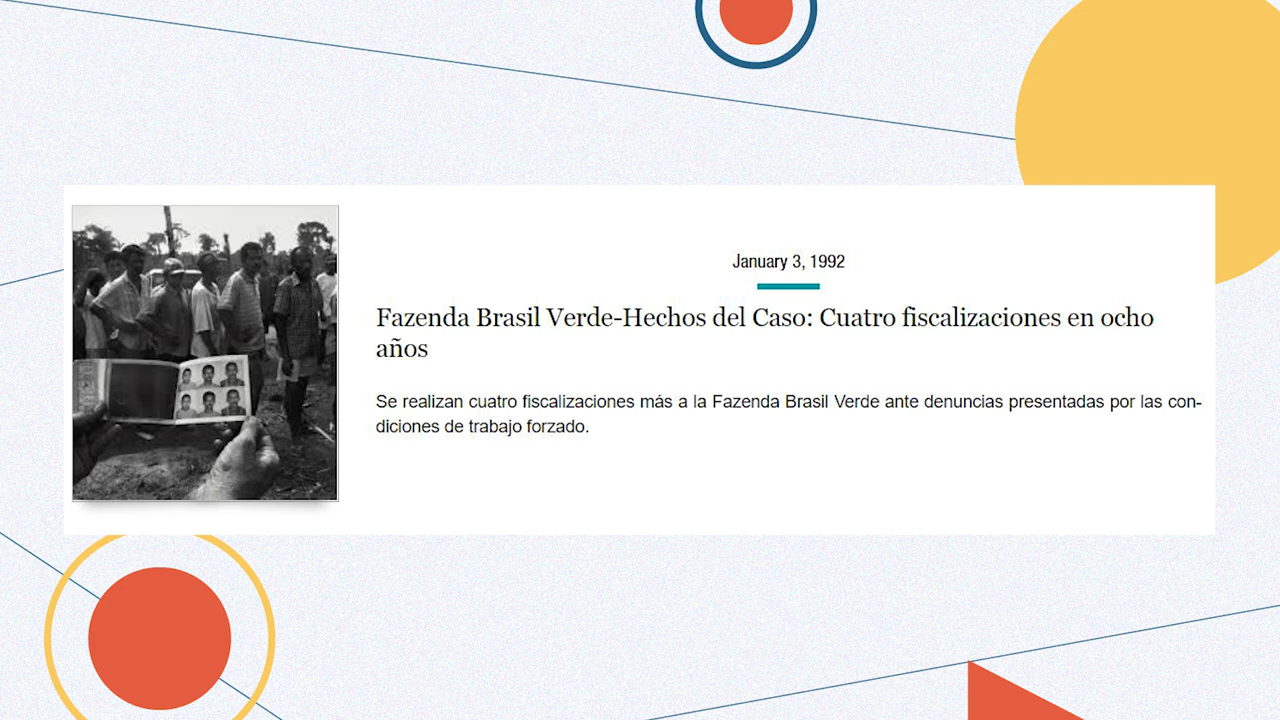 January 3, 1992
Fazenda Brasil Verde-Hechos del Caso: Cuatro fiscalizaciones en ocho
años
Se realizan cuatro fiscalizaciones más a la Fazenda Brasil Verde ante denuncias presentadas por las con-
diciones de trabajo forzado.